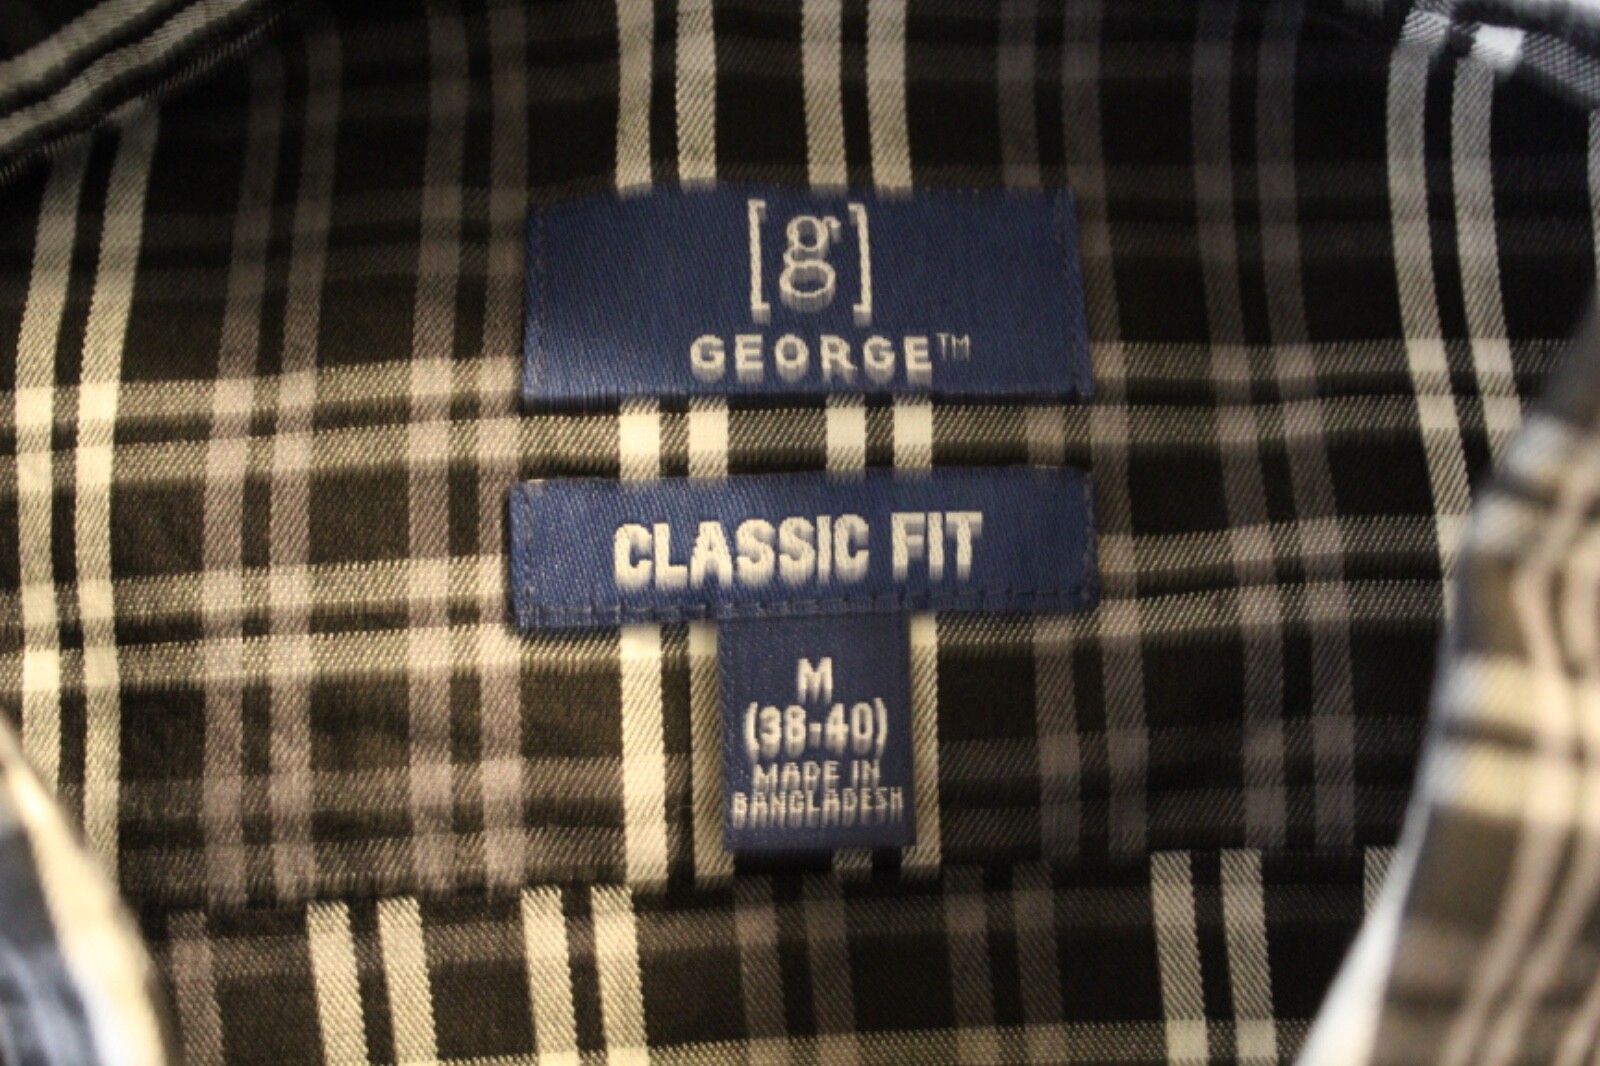 [g]
GEORGE™
CLASSIC FIT
M
(38-40)
MADE IN
BANGLADESH